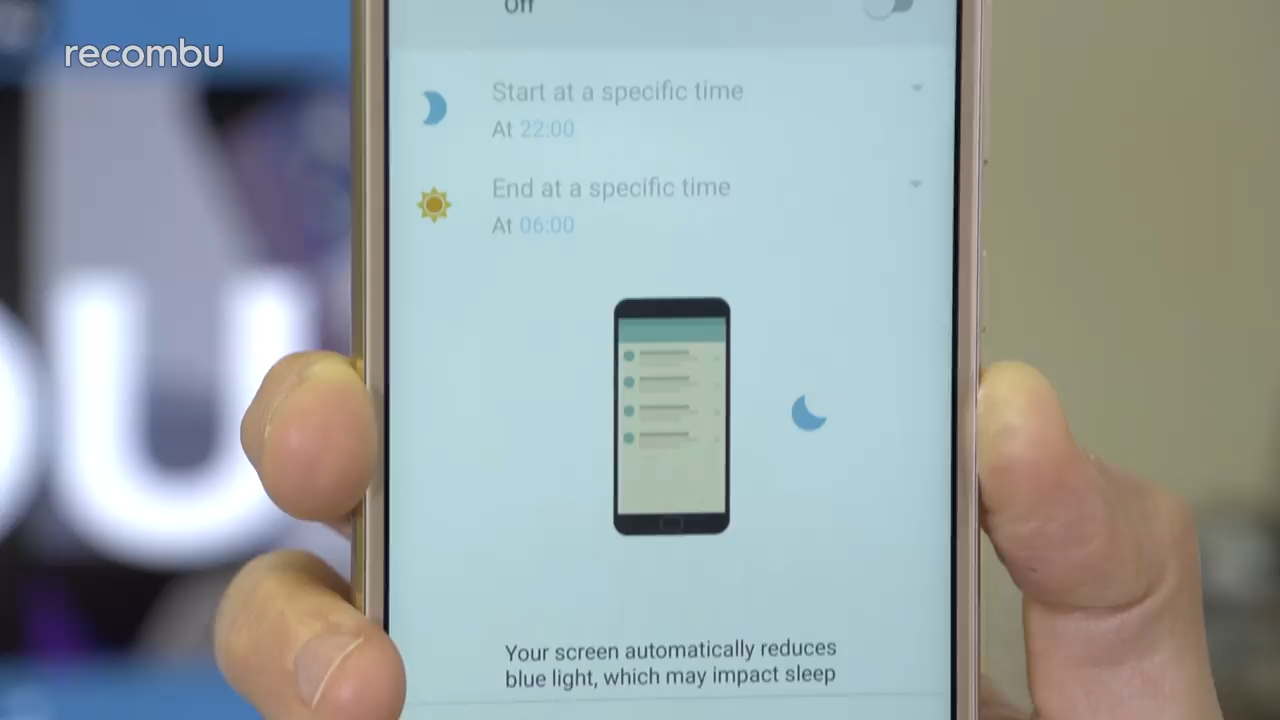 recombu
Off
Start at a specific time
At 22:00
End at a specific time
At 06:00
Your screen automatically reduces
blue light, which may impact sleep